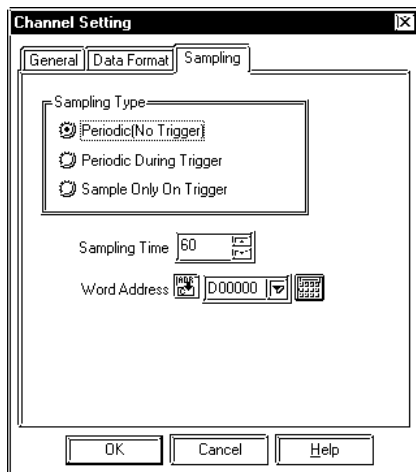 Channel Setting
General Data Format Sampling
Sampling Type
Periodic(No Trigger)
Periodic During Trigger
Sample Only On Trigger
Sampling Time 60
Word Address D00000
OK Cancel Help